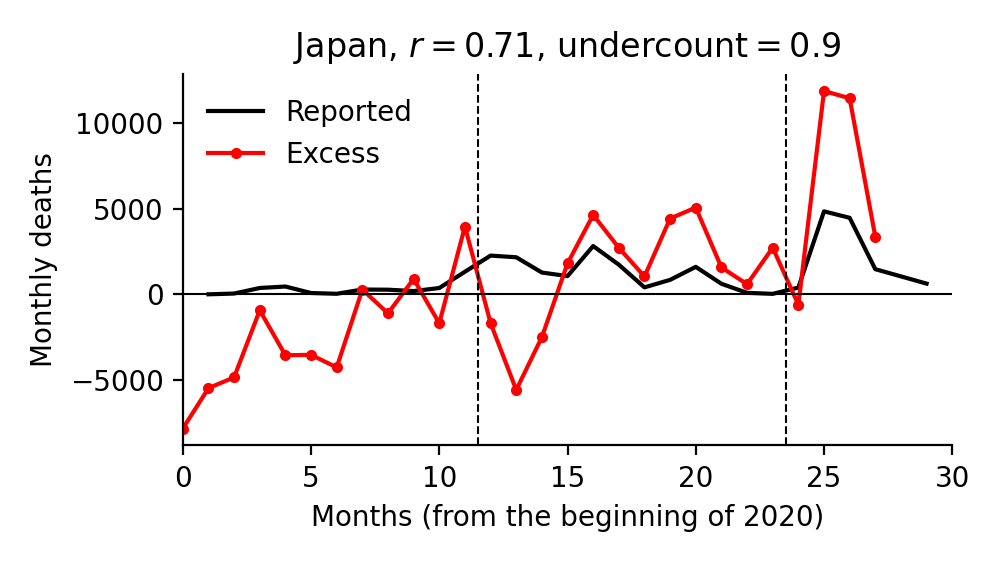 Japan, r = 0.71, undercount = 0.9
Reported
Excess
Monthly deaths
10000
5000
0
−5000
0 5 10 15 20 25 30
Months (from the beginning of 2020)